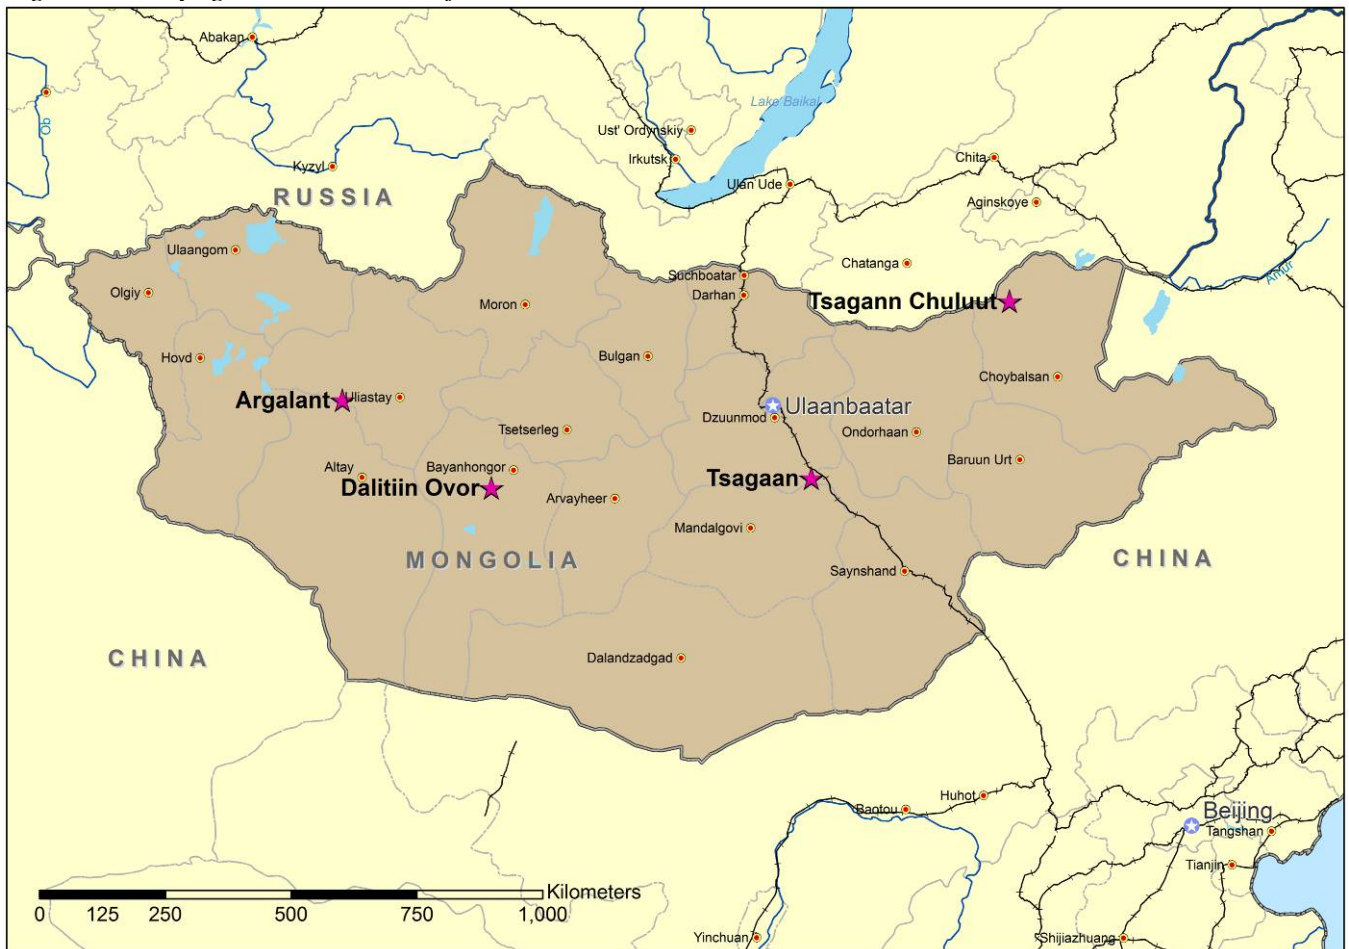 Abakan
Ob
Lake Baikal
Ust' Ordynskiy
Irkutsk
Chita
Kyzyl
Ulan Ude
RUSSIA
Aginskoye
Ulaangom
Chatanga
Suchboatar
Amur
Olgiy
Darhan
Moron
Tsagann Chuluut
Hovd
Bulgan
Choybalsan
Argalant
Uliastay
Ulaanbaatar
Dzuunmod
Tsetserleg
Ondorhaan
Baruun Urt
Altay
Bayanhongor
Tsagaan
Dalitiin Ovor
Arvayheer
Mandalgovi
MONGOLIA
CHINA
Saynshand
CHINA
Dalandzadgad
Huhot
Baotou
Beijing
Tangshan
Tianjin
Kilometers
0 125 250 500 750 1,000
Yinchuan
Shijiazhuang